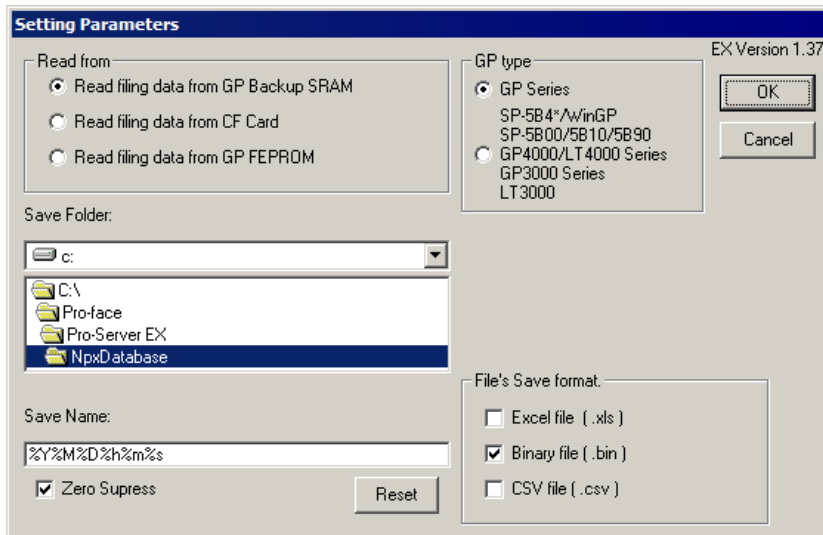 Setting Parameters
Read from
Read filing data from GP Backup SRAM
Read filing data from CF Card
Read filing data from GP FEPROM
GP type
GP Series
SP-5B4*/WinGP
SP-5B00/5B10/5B90
GP4000/LT4000 Series
GP3000 Series
LT3000
EX Version 1.37
OK
Cancel
Save Folder:
c:
C:\
Pro-face
Pro-Server EX
NpxDatabase
Save Name:
%Y%M%D%h%m%s
Zero Supress
Reset
File's Save format.
Excel file ( .xls )
Binary file ( .bin )
CSV file ( .csv )